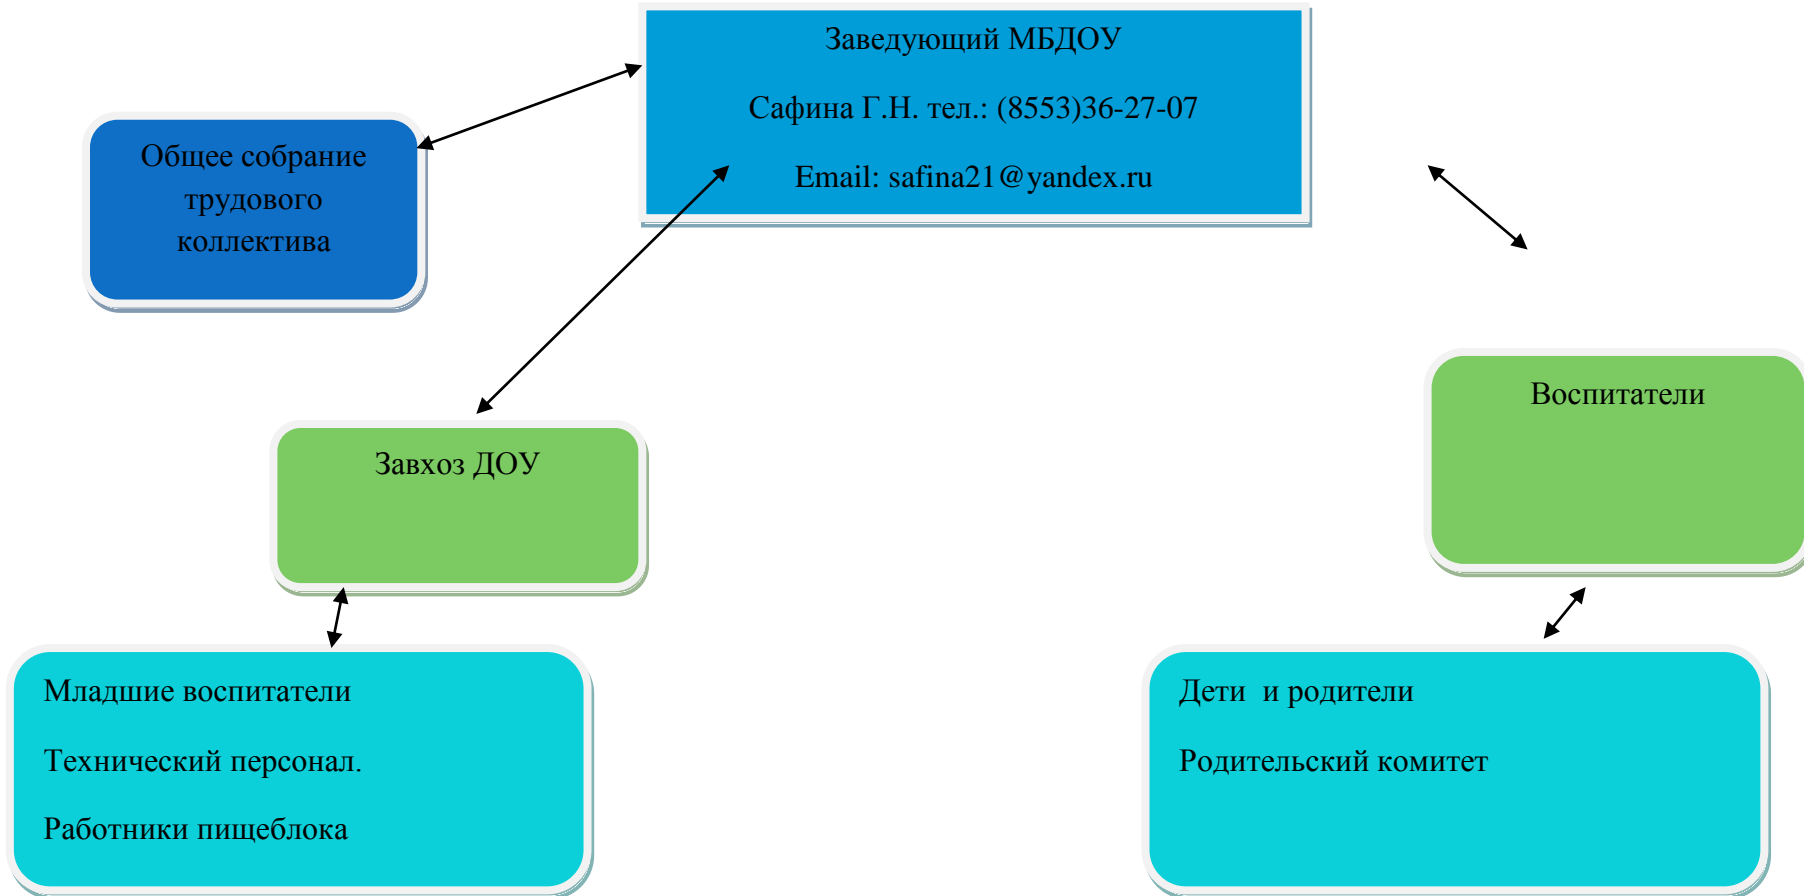 Заведующий МБДОУ
Сафина Г.Н. тел.: (8553)36-27-07
Email: safina21@yandex.ru
Общее собрание
трудового
коллектива
Воспитатели
Завхоз ДОУ
Младшие воспитатели
Технический персонал.
Работники пищеблока
Дети  и родители
Родительский комитет